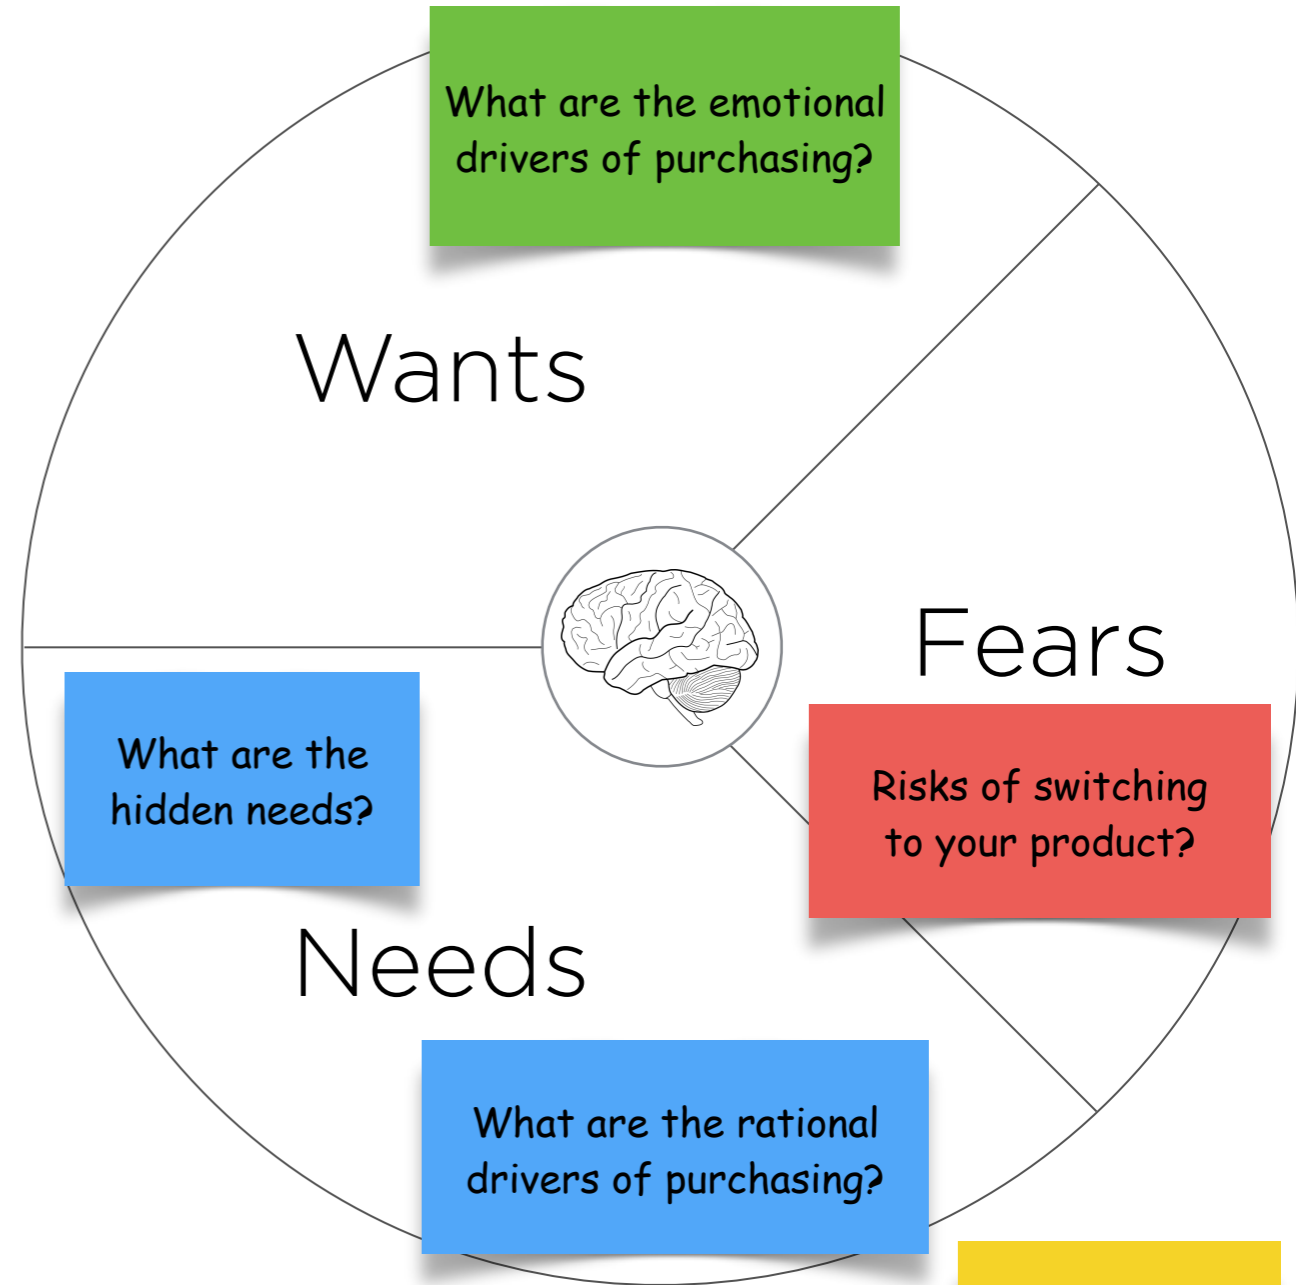 What are the emotional
drivers of purchasing?
Wants
Fears
What are the
hidden needs?
Risks of switching
to your product?
Needs
What are the rational
drivers of purchasing?